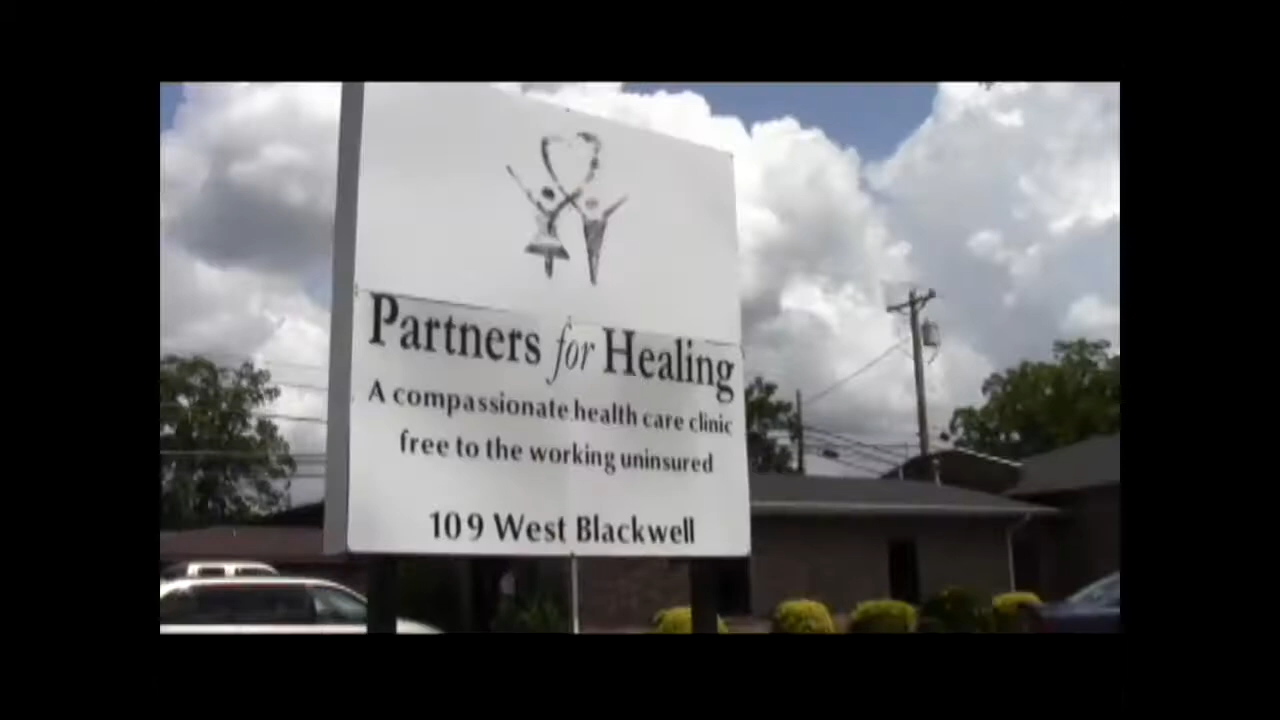 Partners for Healing
A compassionate health care clinic
free to the working uninsured
109 West Blackwell